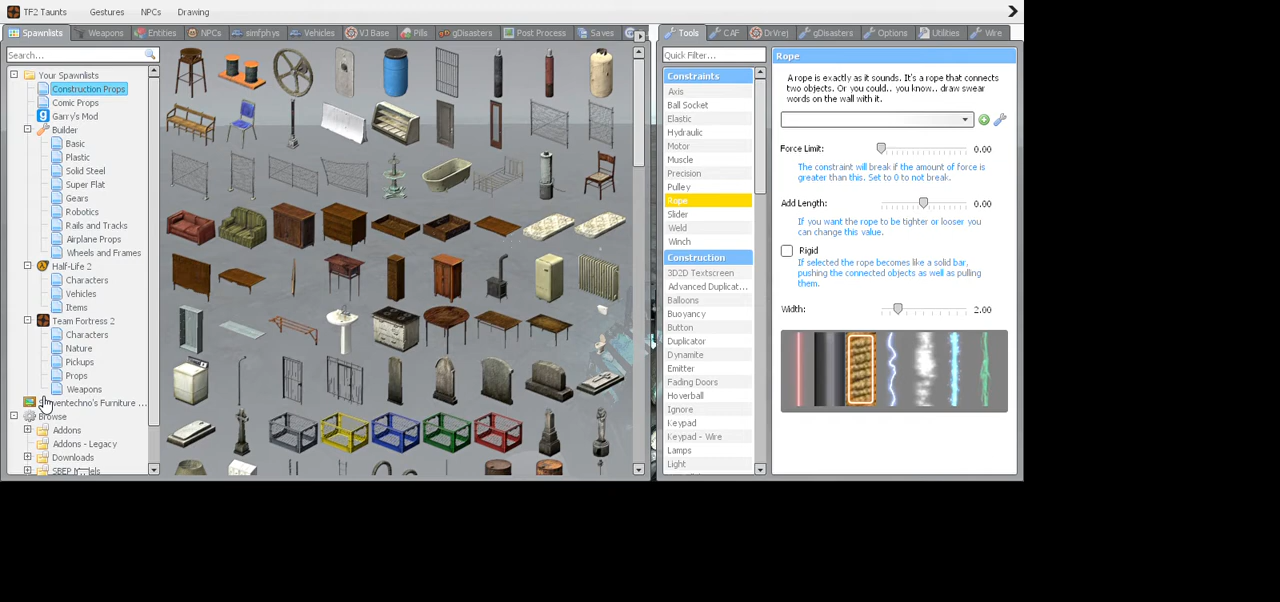 TF2 Taunts Gestures NPCs Drawing
Spawnlists Weapons Entities NPCs simfphys Vehicles VJ Base Pills gDisasters Post Process Saves
Search...
Your Spawnlists
Construction Props
Comic Props
Garry's Mod
Builder
Basic
Plastic
Solid Steel
Super Flat
Gears
Robotics
Rails and Tracks
Airplane Props
Wheels and Frames
Half-Life 2
Characters
Vehicles
Items
Team Fortress 2
Characters
Nature
Pickups
Props
Weapons
Furniture ...
Browse
Addons
Addons - Legacy
Downloads
SBEP Models
Tools CAF DrVrej gDisasters Options Utilities Wire
Quick Filter...
Constraints
Axis
Ball Socket
Elastic
Hydraulic
Motor
Muscle
Precision
Pulley
Rope
Slider
Weld
Winch
Construction
3D2D Textscreen
Advanced Duplicat...
Balloons
Buoyancy
Button
Duplicator
Dynamite
Emitter
Fading Doors
Hoverball
Ignore
Keypad
Keypad - Wire
Lamps
Light
Rope
A rope is exactly as it sounds. It's a rope that connects
two objects. Or you could.. you know.. draw swear
words on the wall with it.
Force Limit: 0.00
The constraint will break if the amount of force is
greater than this. Set to 0 to not break.
Add Length: 0.00
If you want the rope to be tighter or looser you
can change this value.
Rigid
If selected the rope becomes like a solid bar,
pushing the connected objects as well as pulling
them.
Width: 2.00